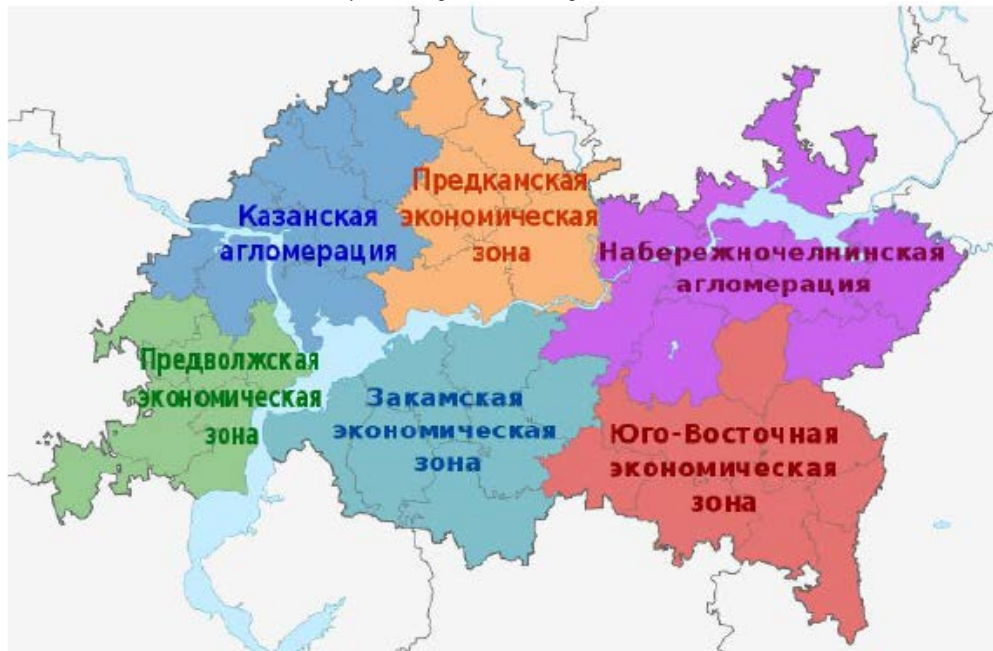 Предкамская
экономическая
зона
Казанская
агломерация
Набережночелнинская
агломерация
Предволжская
экономическая
зона
Закамская
экономическая
зона
Юго-Восточная
экономическая
зона